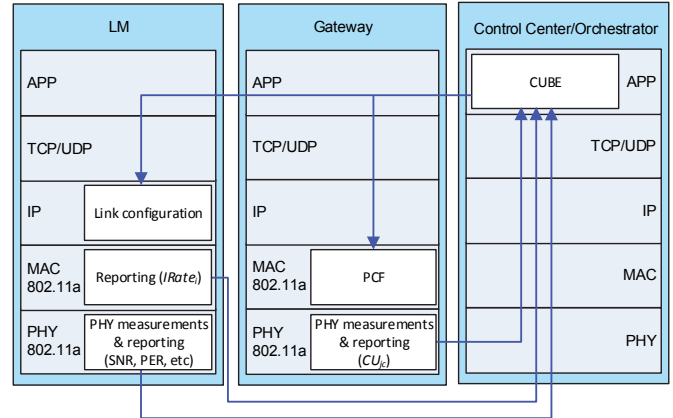 LM
APP
TCP/UDP
IP
Link configuration
MAC
802.11a
Reporting (IRateᵢ)
PHY
802.11a
PHY measurements
& reporting
(SNR, PER, etc)
Gateway
APP
TCP/UDP
IP
MAC
802.11a
PCF
PHY
802.11a
PHY measurements
& reporting
(CUjc)
Control Center/Orchestrator
CUBE
APP
TCP/UDP
IP
MAC
PHY